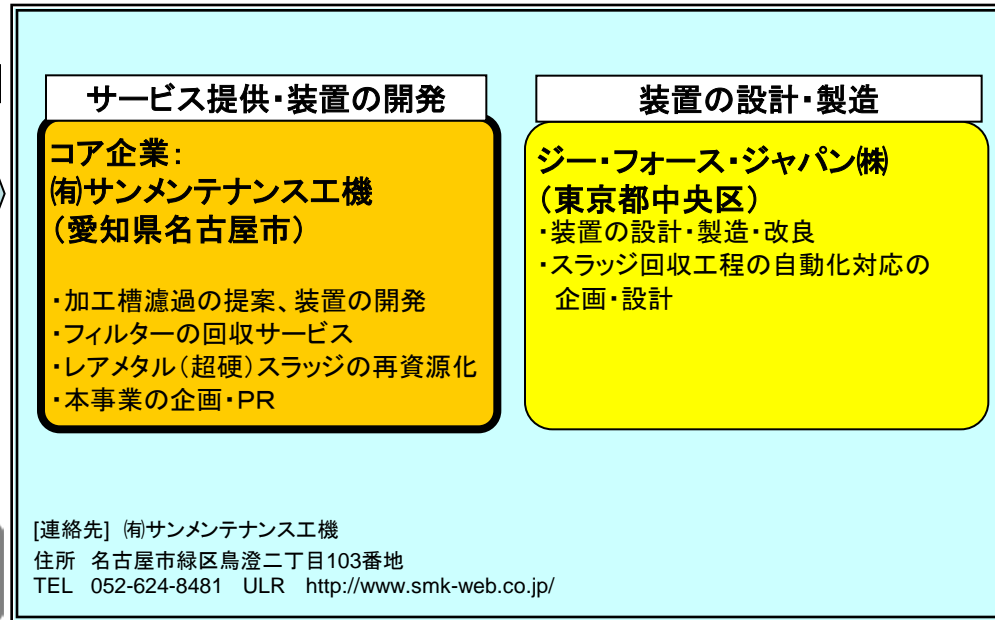 サービス提供・装置の開発
コア企業：
㈲サンメンテナンス工機
（愛知県名古屋市）
・加工槽濾過の提案、装置の開発
・フィルターの回収サービス
・レアメタル（超硬）スラッジの再資源化
・本事業の企画・PR
装置の設計・製造
ジー・フォース・ジャパン㈱
（東京都中央区）
・装置の設計・製造・改良
・スラッジ回収工程の自動化対応の
企画・設計
[連絡先] ㈲サンメンテナンス工機
住所 名古屋市緑区鳥澄二丁目103番地
TEL 052-624-8481 ULR http://www.smk-web.co.jp/